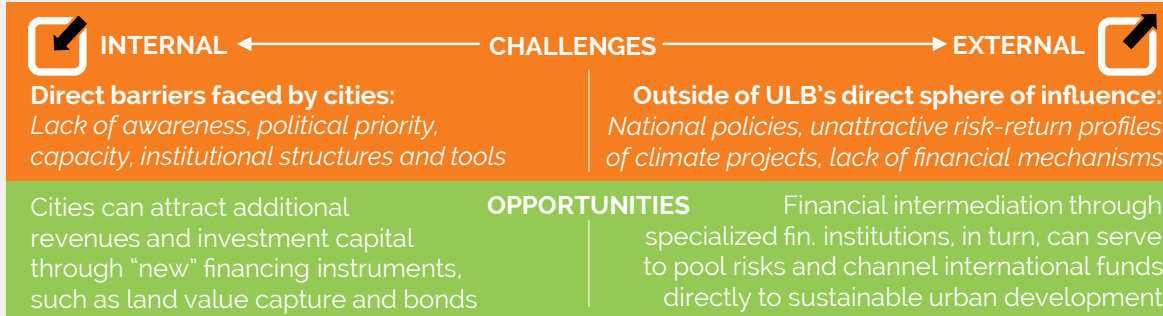 INTERNAL CHALLENGES EXTERNAL
Direct barriers faced by cities:
Lack of awareness, political priority,
capacity, institutional structures and tools
Outside of ULB's direct sphere of influence:
National policies, unattractive risk-return profiles
of climate projects, lack of financial mechanisms
OPPORTUNITIES
Cities can attract additional
revenues and investment capital
through “new” financing instruments,
such as land value capture and bonds
Financial intermediation through
specialized fin. institutions, in turn, can serve
to pool risks and channel international funds
directly to sustainable urban development